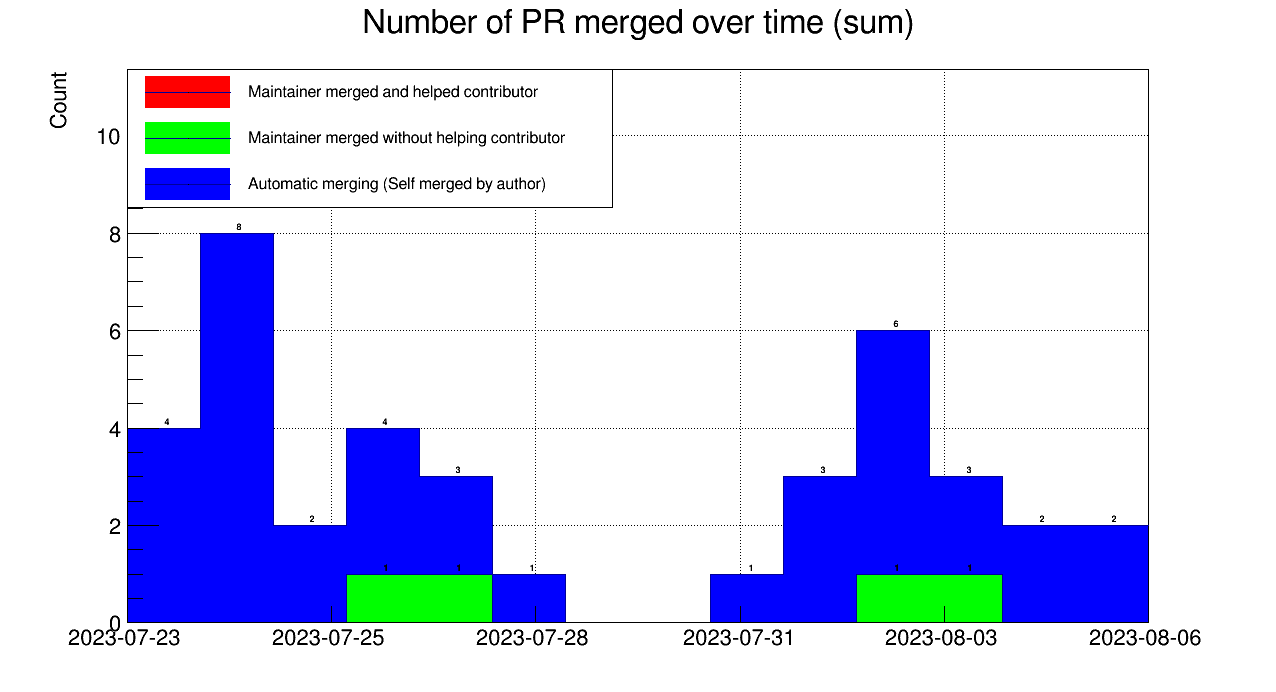 Number of PR merged over time (sum)
Count
Maintainer merged and helped contributor
Maintainer merged without helping contributor
Automatic merging (Self merged by author)
10
8
6
4
2
0
4 8 2 4 3 1 1 3 6 3 2 2
1 1 1 1
2023-07-23 2023-07-25 2023-07-28 2023-07-31 2023-08-03 2023-08-06